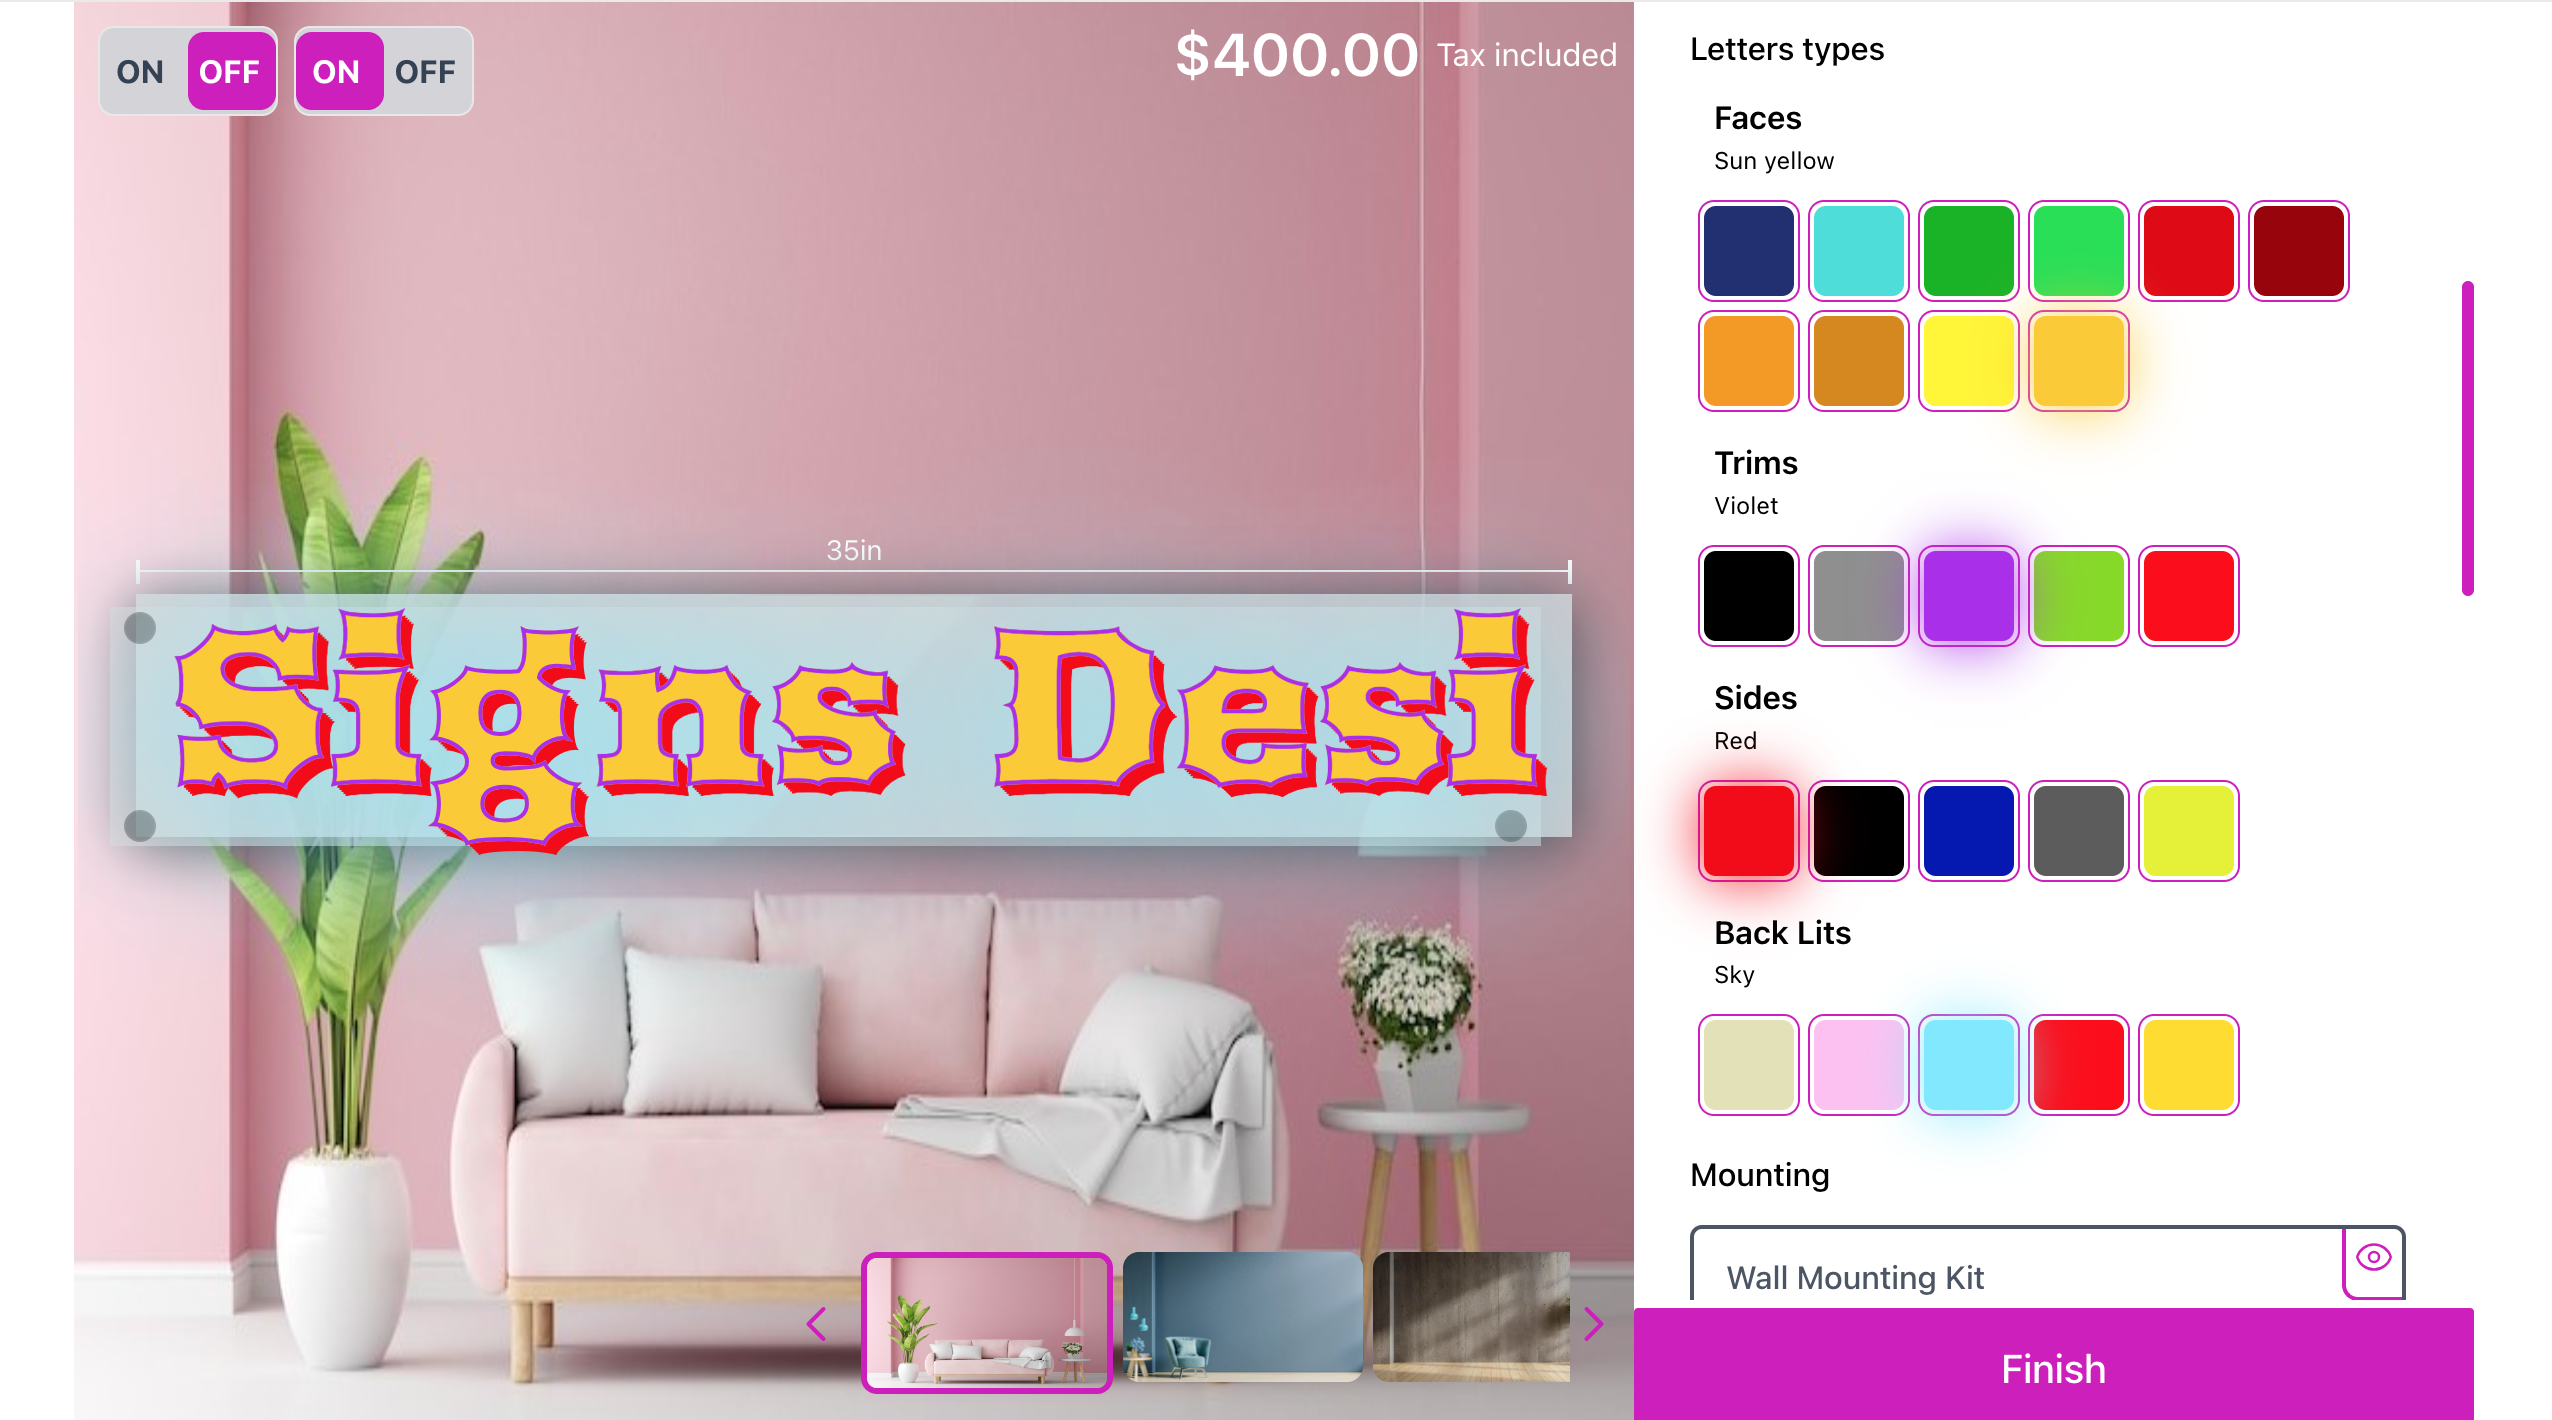 ON OFF ON OFF
$400.00 Tax included
35in
Signs Desi
Letters types
Faces
Sun yellow
Trims
Violet
Sides
Red
Back Lits
Sky
Mounting
Wall Mounting Kit
Finish